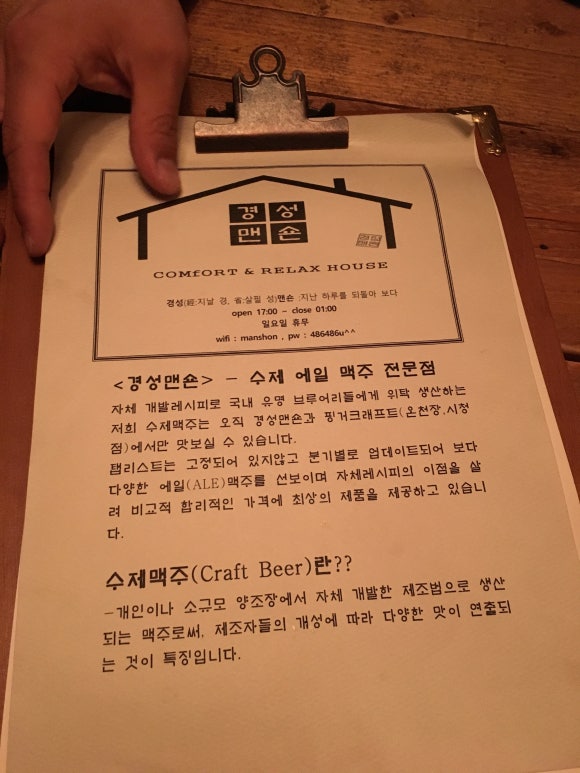 경성
맨숀
COMfORT & RELAX HOUSE
경성(經:지날 경, 省:살필 성)맨숀 :지난 하루를 되돌아 보다
open 17:00 ~ close 01:00
일요일 휴무
wifi : manshon , pw : 486486u^^
<경성맨숀> - 수제 에일 맥주 전문점
자체 개발레시피로 국내 유명 브루어리들에게 위탁 생산하는
저희 수제맥주는 오직 경성맨숀과 핑거크래프트(온천장,시청
점)에서만 맛보실 수 있습니다.
탭리스트는 고정되어 있지않고 분기별로 업데이트되어 보다
다양한 에일(ALE)맥주를 선보이며 자체레시피의 이점을 살
려 비교적 합리적인 가격에 최상의 제품을 제공하고 있습니
다.
수제맥주(Craft Beer)란??
-개인이나 소규모 양조장에서 자체 개발한 제조법으로 생산
되는 맥주로써, 제조자들의 개성에 따라 다양한 맛이 연출되
는 것이 특징입니다.